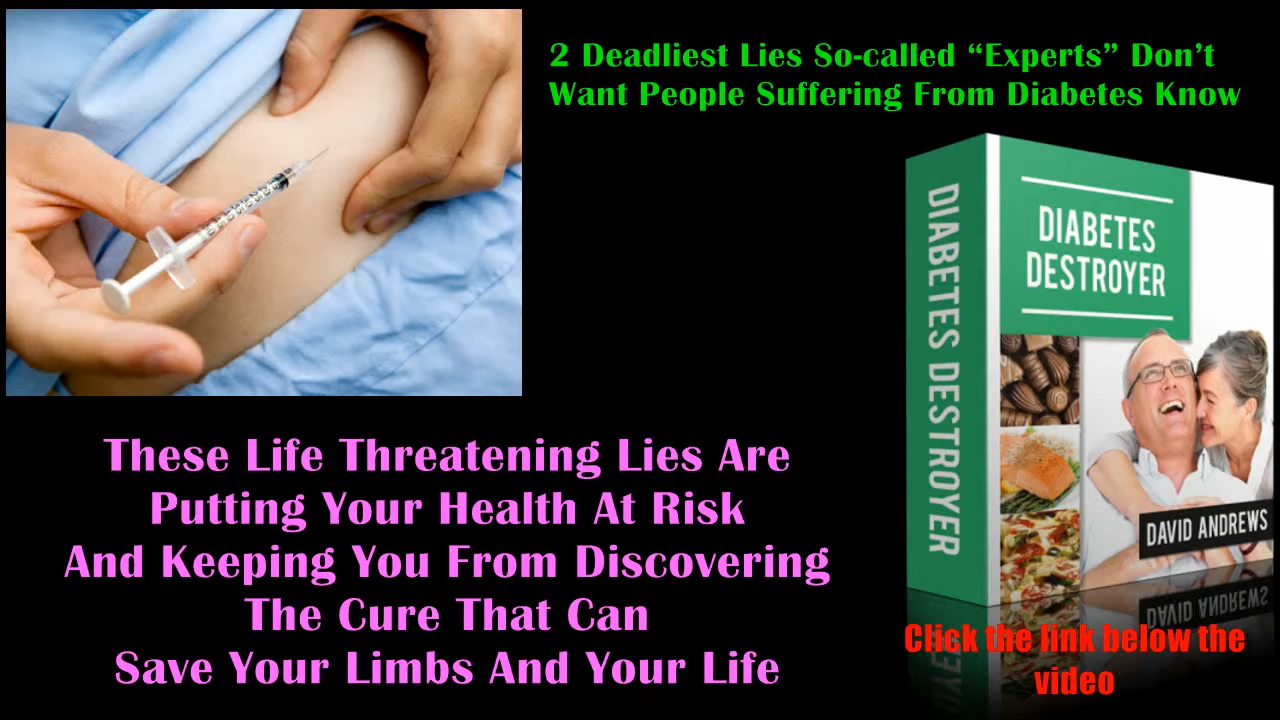 2 Deadliest Lies So-called “Experts” Don’t
Want People Suffering From Diabetes Know
DIABETES
DESTROYER
DIABETES DESTROYER
DAVID ANDREWS
DAVID ANDREWS
These Life Threatening Lies Are
Putting Your Health At Risk
And Keeping You From Discovering
The Cure That Can
Save Your Limbs And Your Life
Click the link below the
video